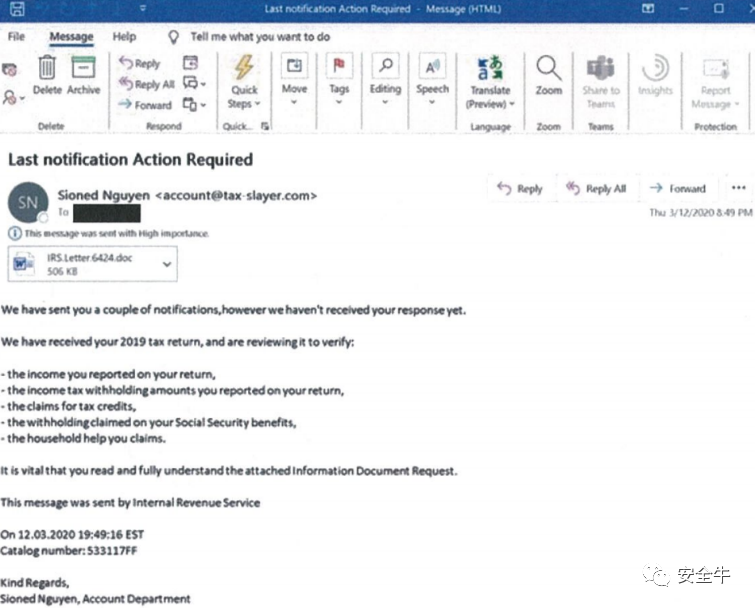 Last notification Action Required - Message (HTML)
File Message Help Tell me what you want to do
Delete Archive
Reply
Reply All
Forward
Quick Steps
Move
Tags
Editing
Speech
Translate (Preview)
Zoom
Share to Teams
Insights
Report Message
Delete Respond Quick... Language Zoom Teams Protection
Last notification Action Required
SN
Sioned Nguyen <account@tax-slayer.com>
To
Reply Reply All Forward ...
Thu 3/12/2020 8:49 PM
This message was sent with High importance.
IRS.Letter.6424.doc
506 KB
We have sent you a couple of notifications,however we haven't received your response yet.
We have received your 2019 tax return, and are reviewing it to verify:
- the income you reported on your return,
- the income tax withholding amounts you reported on your return,
- the claims for tax credits,
- the withholding claimed on your Social Security benefits,
- the household help you claims.
It is vital that you read and fully understand the attached Information Document Request.
This message was sent by Internal Revenue Service
On 12.03.2020 19:49:16 EST
Catalog number: 533117FF
Kind Regards,
Sioned Nguyen, Account Department
安全牛